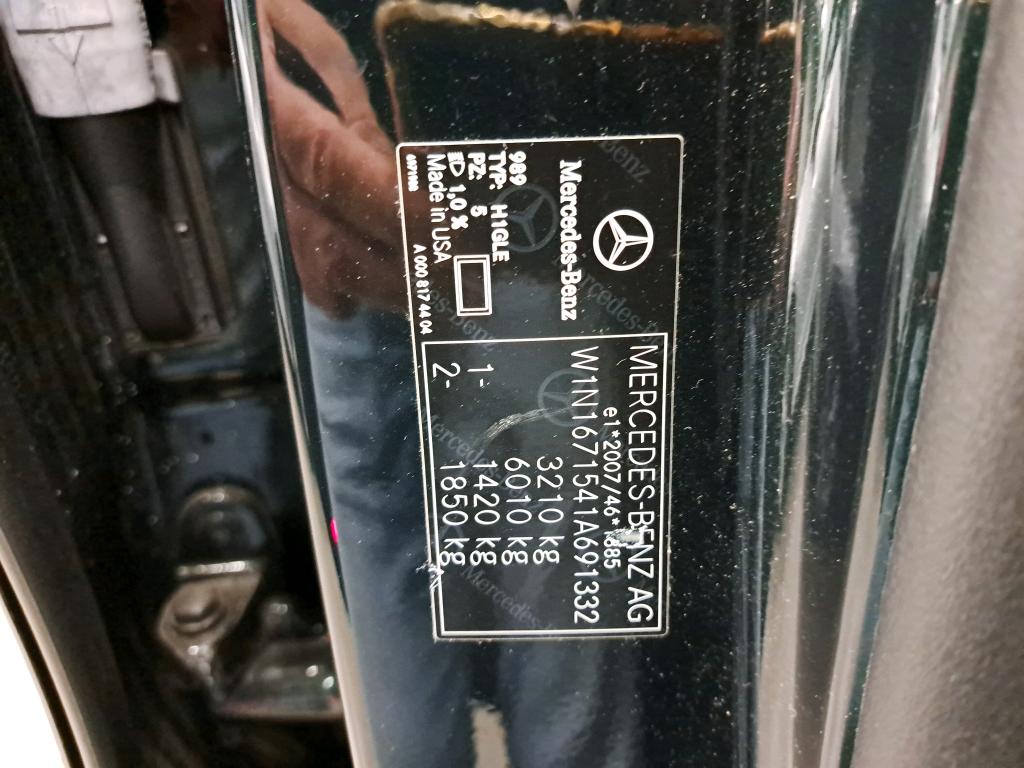 Mercedes-Benz
989
TYP: H1GLE
PZ: 5
1,0 %
Made in USA
A 000 817 44 04
MERCEDES-BENZ AG
e1*2007/46*1885
W1N1671541A691332
3210 kg
6010 kg
1- 1420 kg
2- 1850 kg